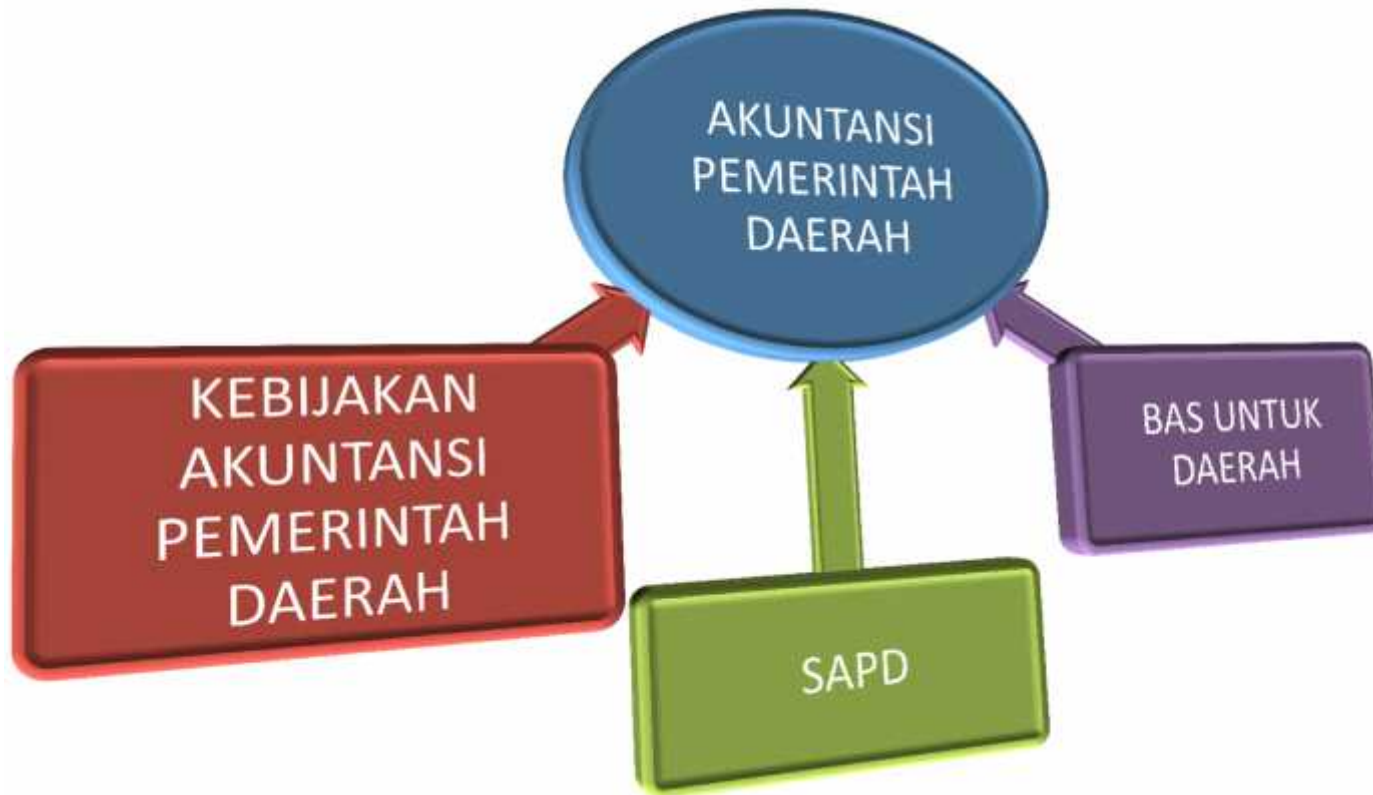 AKUNTANSI
PEMERINTAH
DAERAH
KEBIJAKAN
AKUNTANSI
PEMERINTAH
DAERAH
SAPD
BAS UNTUK
DAERAH